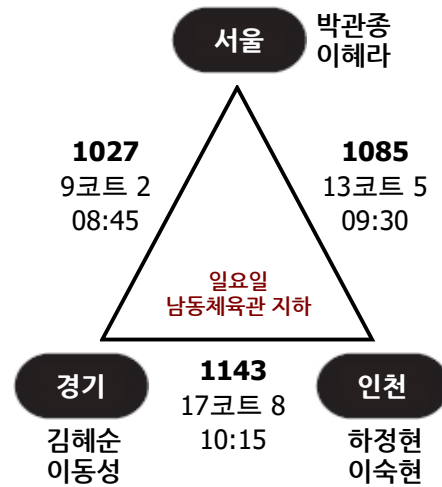 서울
박관종
이혜라
1027
9코트 2
08:45
1085
13코트 5
09:30
일요일
남동체육관 지하
경기
김혜순
이동성
1143
17코트 8
10:15
인천
하정현
이숙현